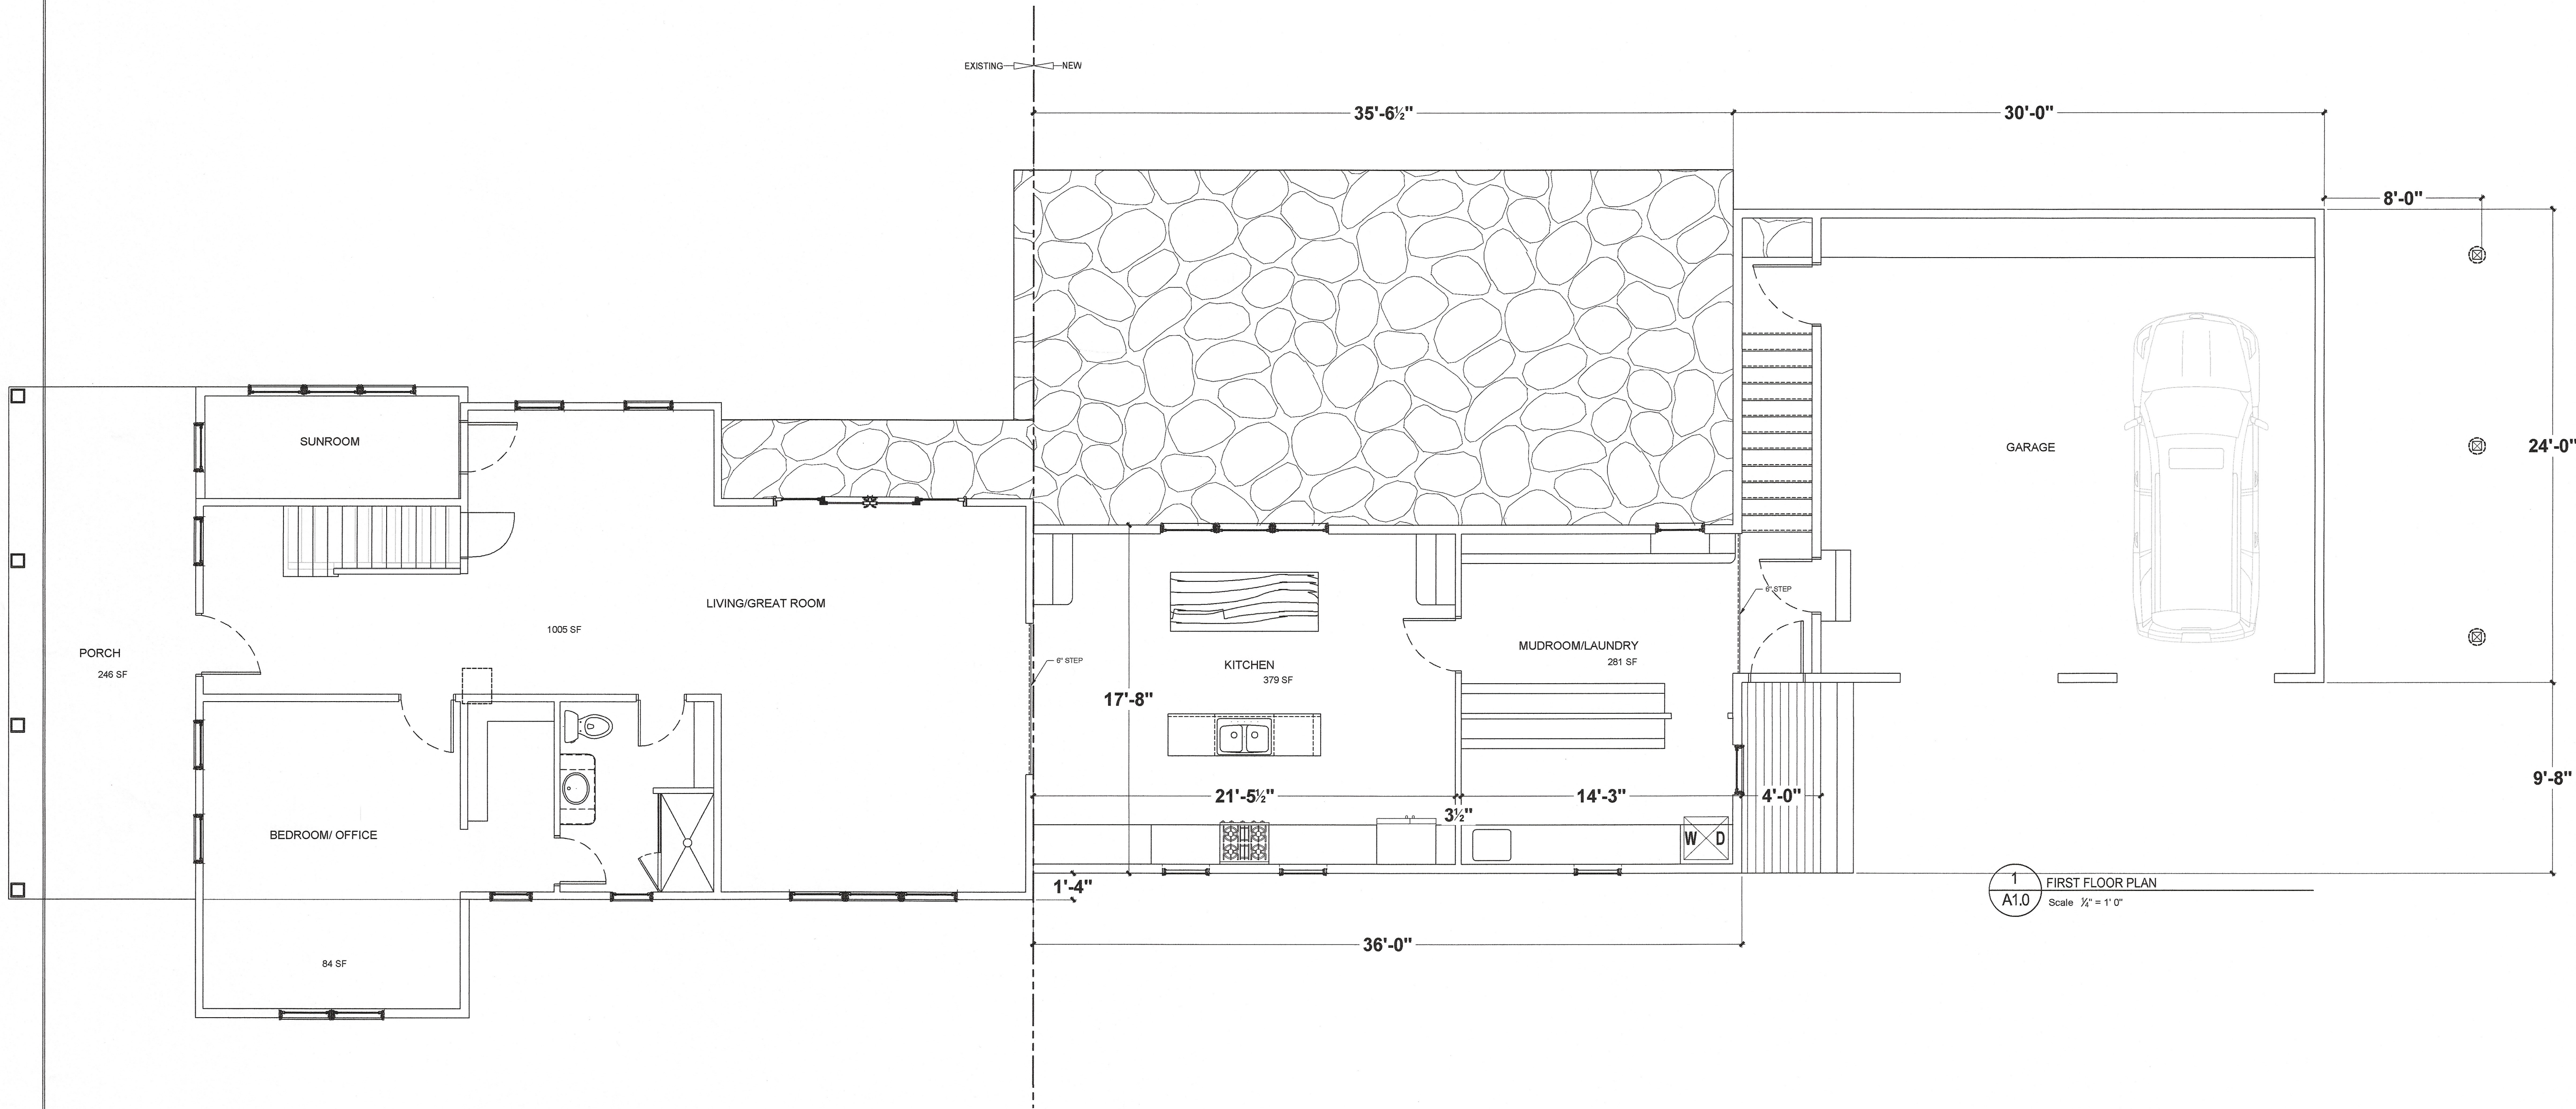 EXISTING NEW
35'-6½"
30'-0"
8'-0"
SUNROOM
GARAGE
24'-0"
6" STEP
LIVING/GREAT ROOM
1005 SF
PORCH
246 SF
6" STEP
KITCHEN
379 SF
MUDROOM/LAUNDRY
281 SF
17'-8"
9'-8"
21'-5½"
3½"
14'-3"
4'-0"
BEDROOM/ OFFICE
W D
1'-4"
1
A1.0
FIRST FLOOR PLAN
Scale ¼" = 1' 0"
36'-0"
84 SF